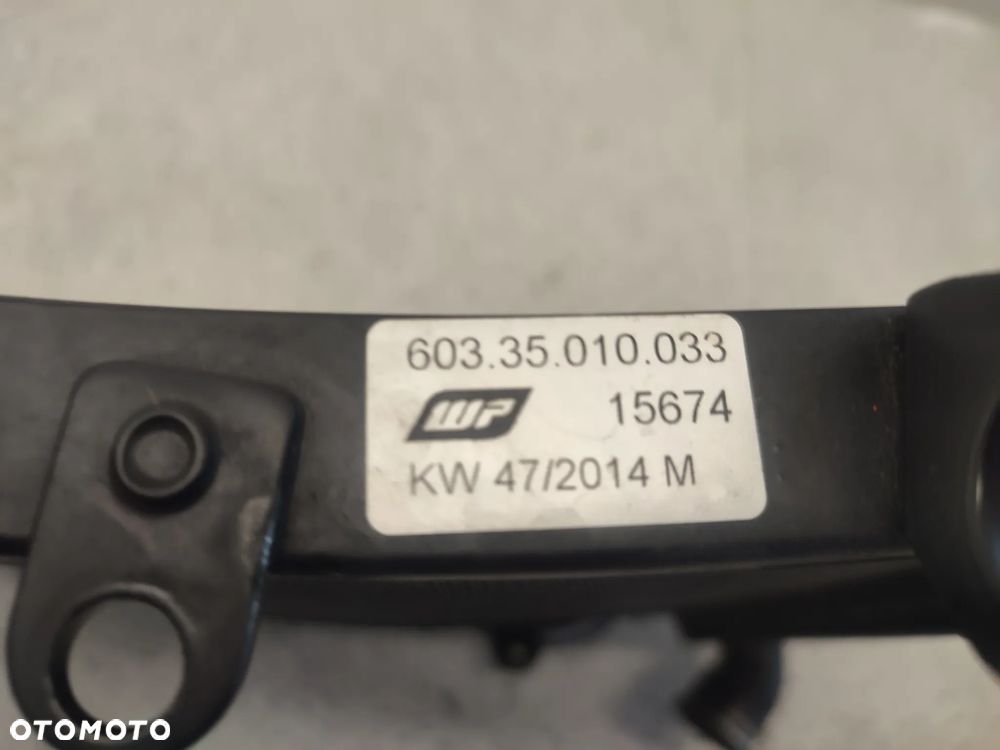 603.35.010.033
WP 15674
KW 47/2014 M
OTOMOTO